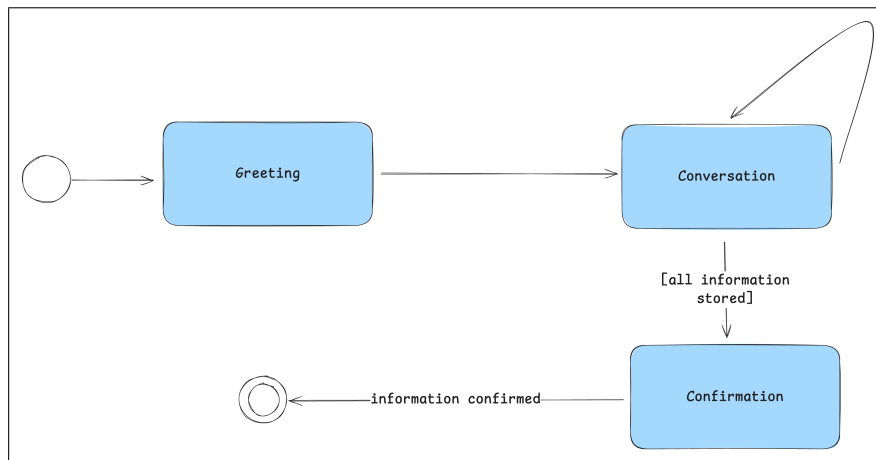 Greeting
Conversation
[all information
stored]
Confirmation
information confirmed